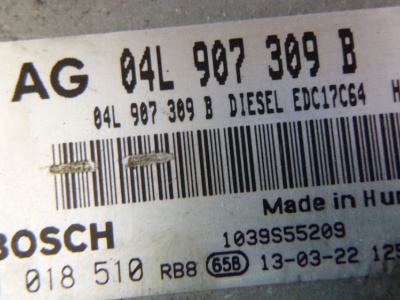 AG 04L 907 309 B
04L 907 309 B DIESEL EDC17C64 H
Made in Hu
BOSCH 1039S55209
018 510 RB8 65B 13-03-22 125